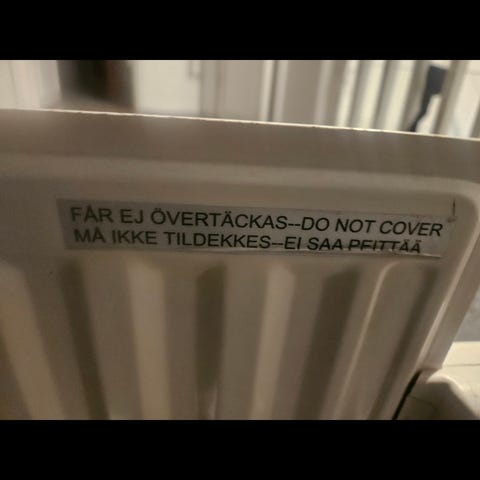 FÅR EJ ÖVERTÄCKAS--DO NOT COVER
MÅ IKKE TILDEKKES--EI SAA PEITTÄÄ